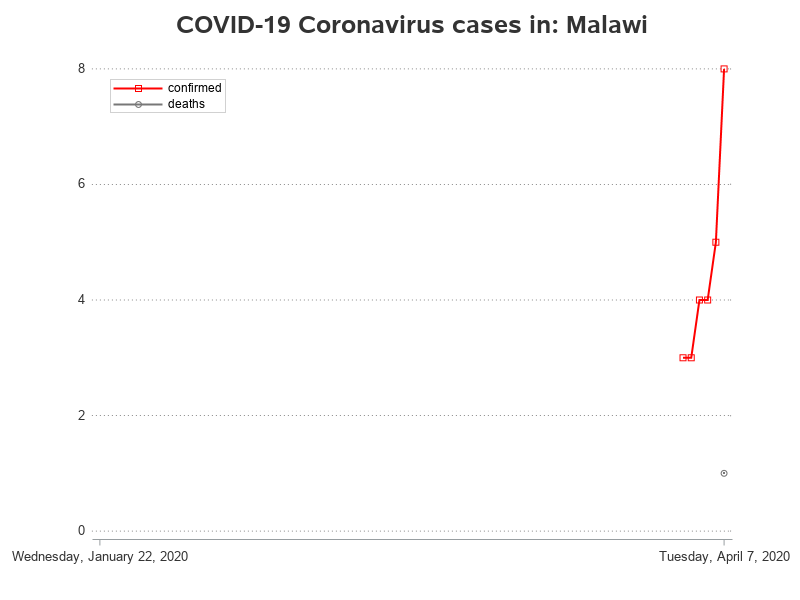 COVID-19 Coronavirus cases in: Malawi
8
confirmed
deaths
6
4
2
0
Wednesday, January 22, 2020
Tuesday, April 7, 2020